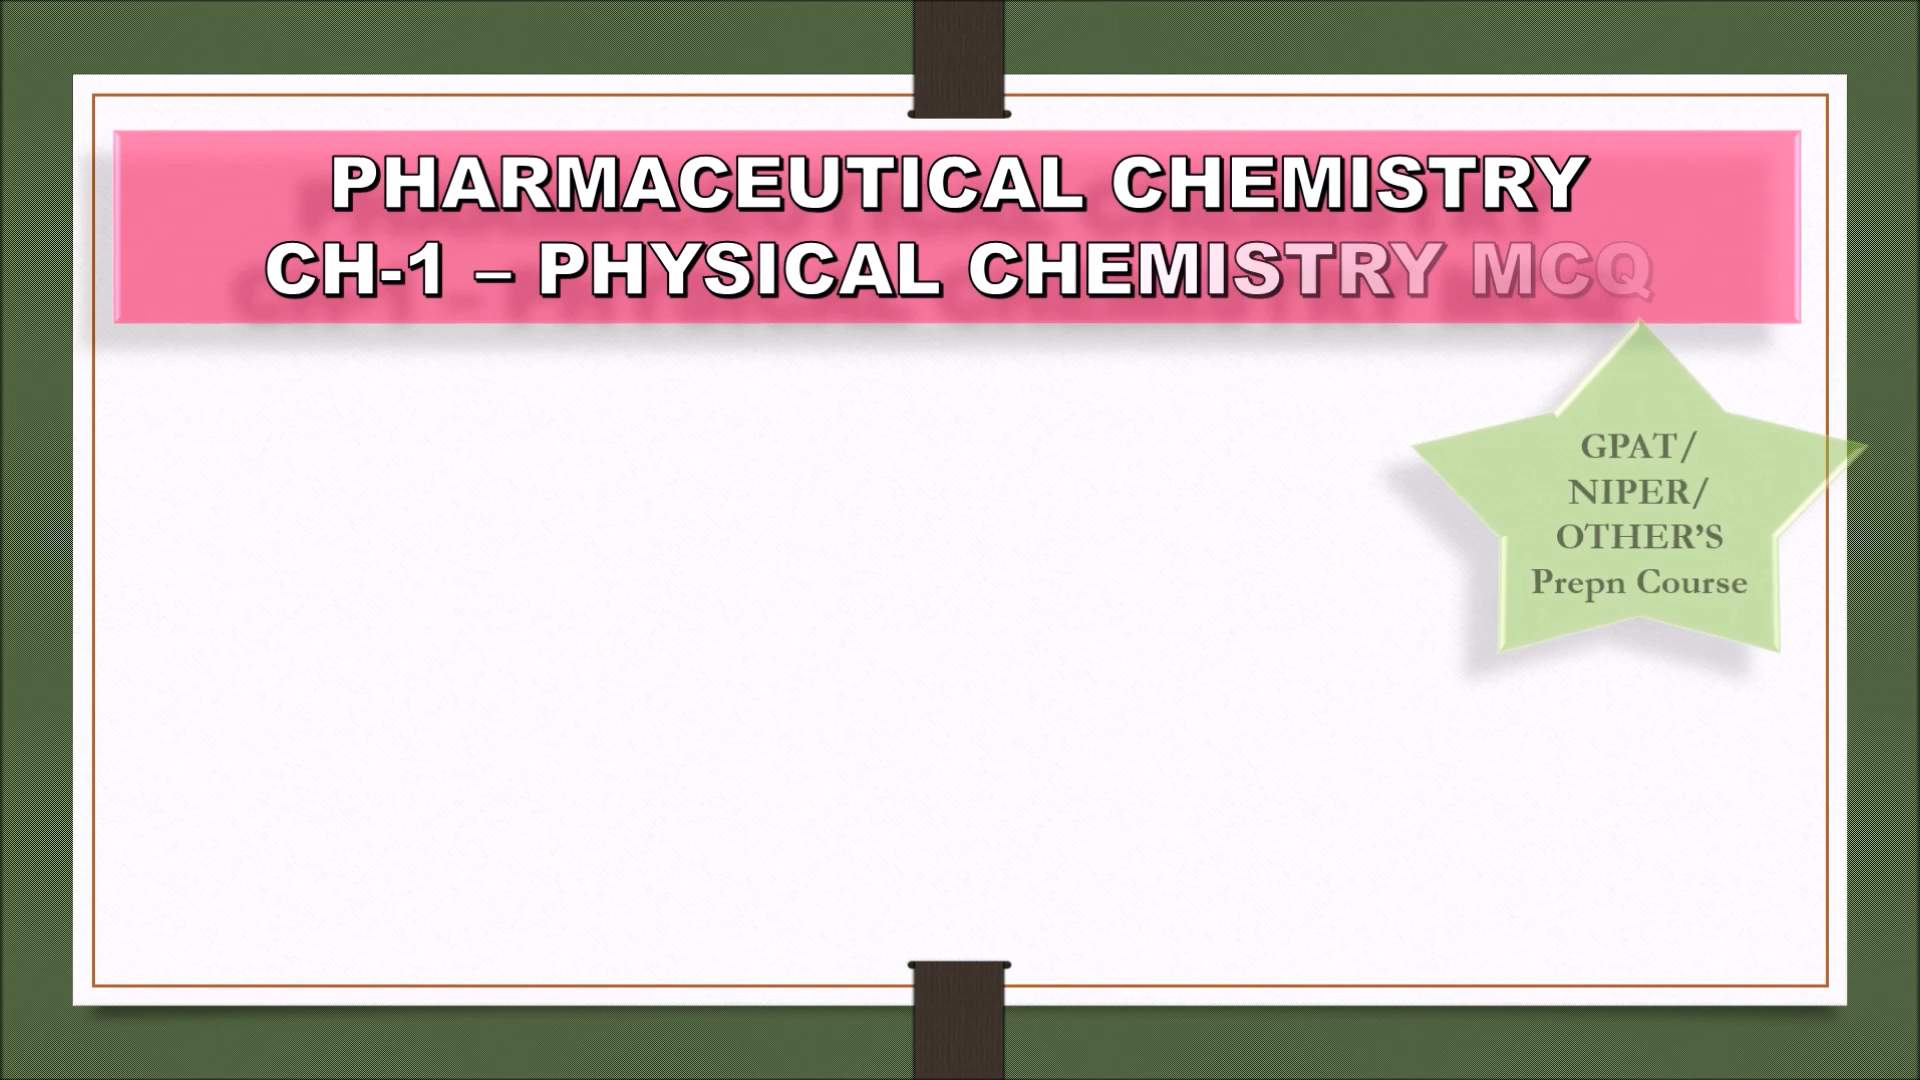 PHARMACEUTICAL CHEMISTRY
CH-1 – PHYSICAL CHEMISTRY MCQ
GPAT/
NIPER/
OTHER’S
Prepn Course